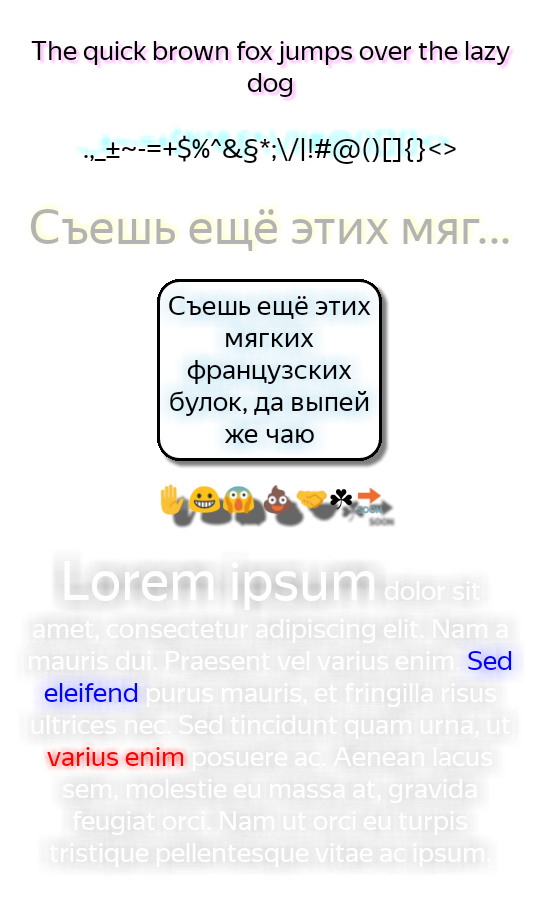 The quick brown fox jumps over the lazy
dog
.,_±~-=+$%^&§*;\/|!#@()[]{}<>
Съешь ещё этих мяг...
Съешь ещё этих
мягких
французских
булок, да выпей
же чаю
✋😀😱💩🤝☘🔜
Lorem ipsum dolor sit
amet, consectetur adipiscing elit. Nam a
mauris dui. Praesent vel varius enim. Sed
eleifend purus mauris, et fringilla risus
ultrices nec. Sed tincidunt quam urna, ut
varius enim posuere ac. Aenean lacus
sem, molestie eu massa at, gravida
feugiat orci. Nam ut orci eu turpis
tristique pellentesque vitae ac ipsum.